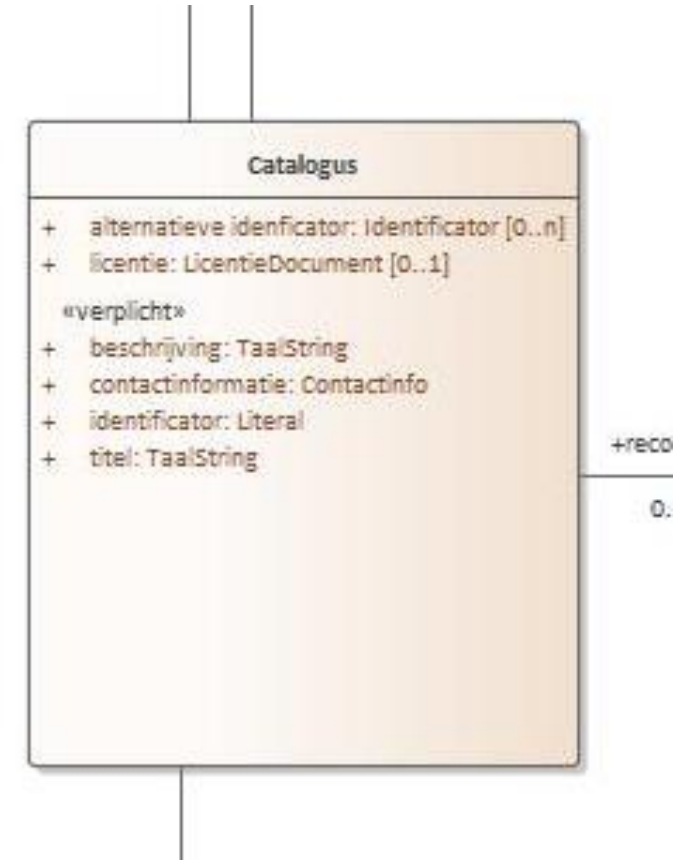 Catalogus
+ alternatieve idenficator: Identificator [0..n]
+ licentie: LicentieDocument [0..1]
«verplicht»
+ beschrijving: TaalString
+ contactinformatie: Contactinfo
+ identificator: Literal
+ titel: TaalString
+reco
0.